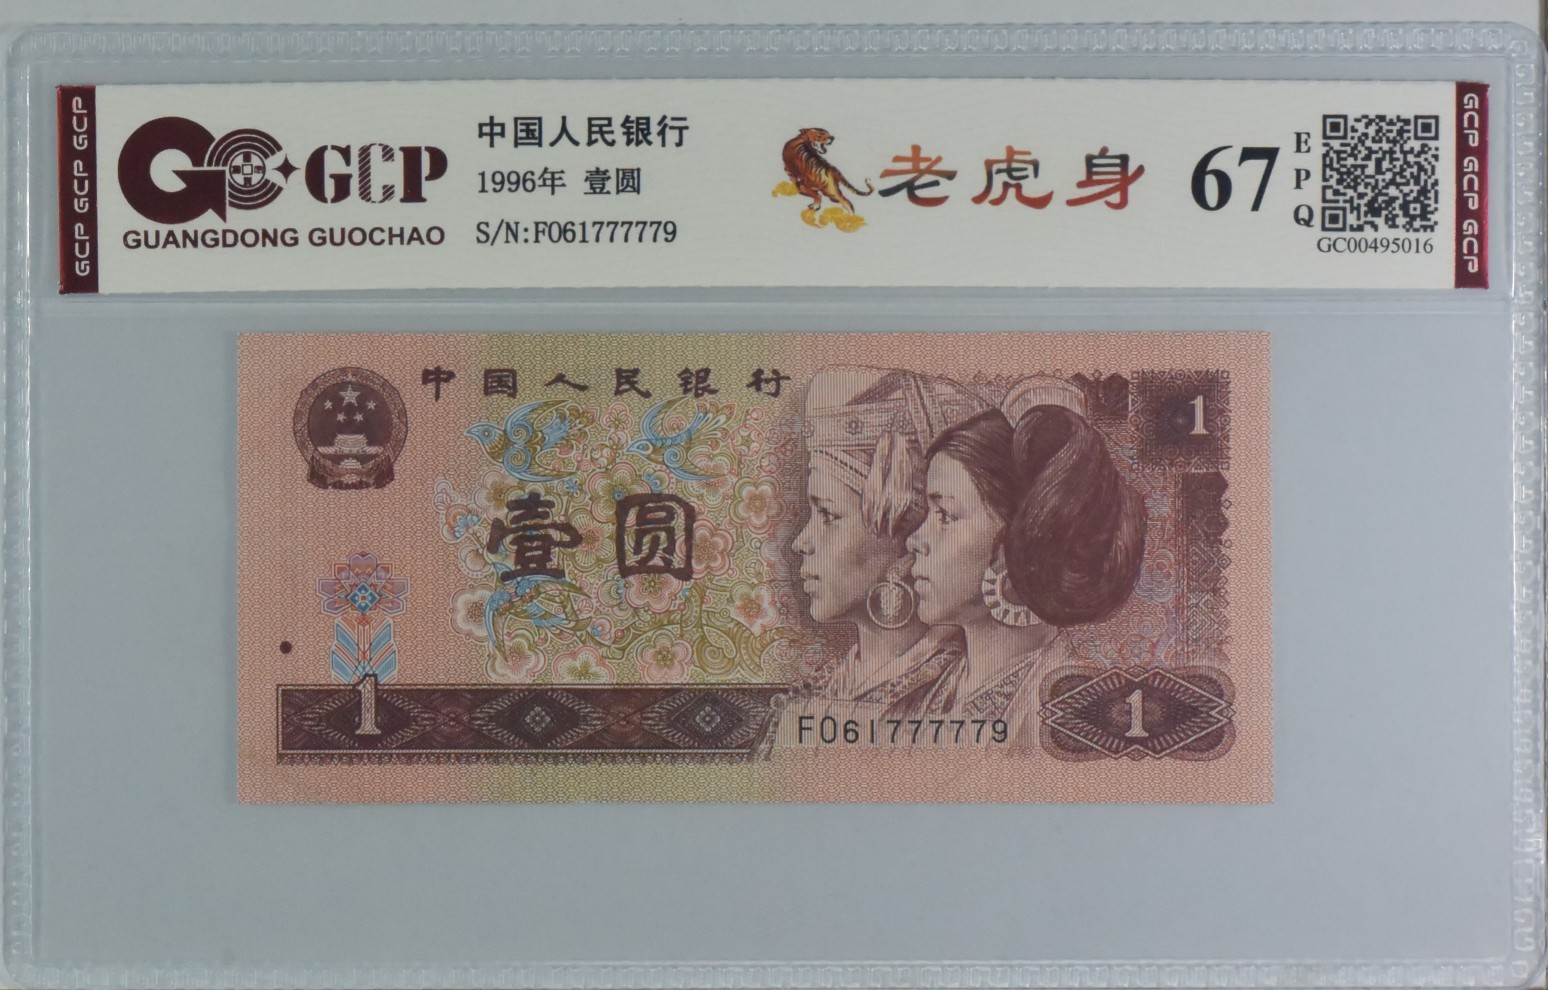 GCP GCP GCP
GCP
GUANGDONG GUOCHAO
中国人民银行
1996年 壹圆
S/N:F061777779
老虎身
67
EPQ
GC00495016
GCP GCP GCP
中国人民银行
1
壹圆
1
F061777779
1